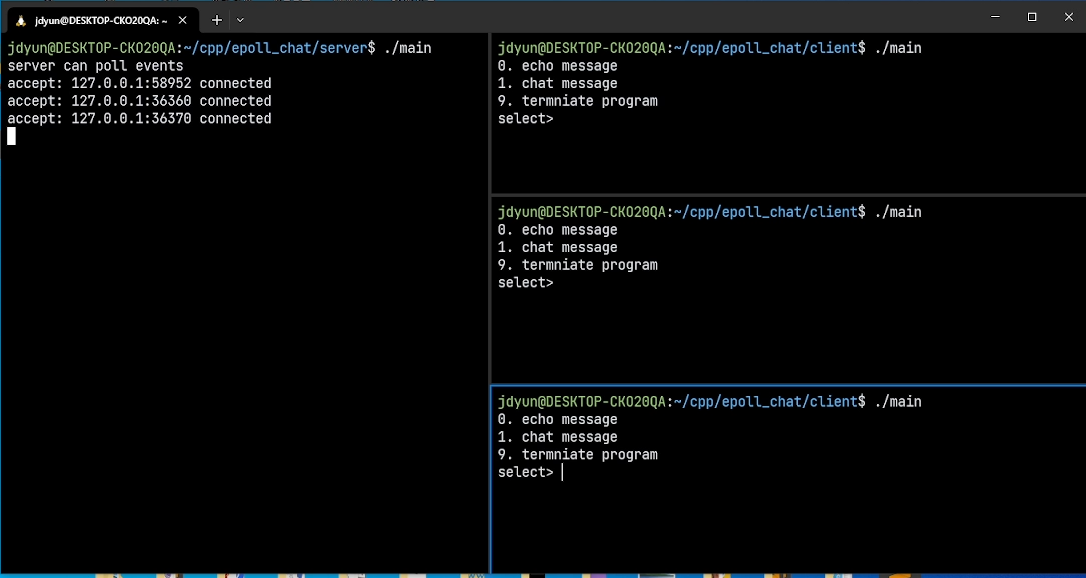 jdyun@DESKTOP-CKO20QA: ~
jdyun@DESKTOP-CKO20QA:~/cpp/epoll_chat/server$ ./main
server can poll events
accept: 127.0.0.1:58952 connected
accept: 127.0.0.1:36360 connected
accept: 127.0.0.1:36370 connected
jdyun@DESKTOP-CKO20QA:~/cpp/epoll_chat/client$ ./main
0. echo message
1. chat message
9. termniate program
select>
jdyun@DESKTOP-CKO20QA:~/cpp/epoll_chat/client$ ./main
0. echo message
1. chat message
9. termniate program
select>
jdyun@DESKTOP-CKO20QA:~/cpp/epoll_chat/client$ ./main
0. echo message
1. chat message
9. termniate program
select>